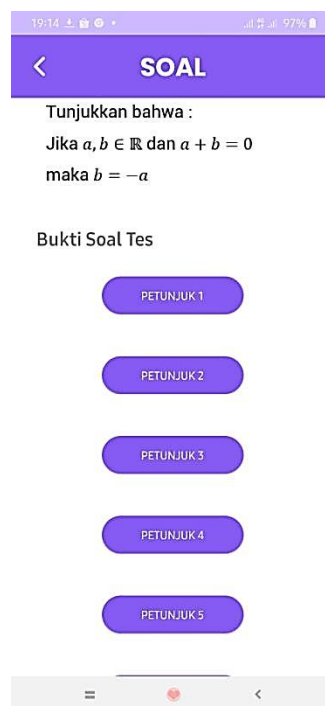 19:14 97%
SOAL
Tunjukkan bahwa :
Jika a, b ∈ ℝ dan a + b = 0
maka b = −a
Bukti Soal Tes
PETUNJUK 1
PETUNJUK 2
PETUNJUK 3
PETUNJUK 4
PETUNJUK 5